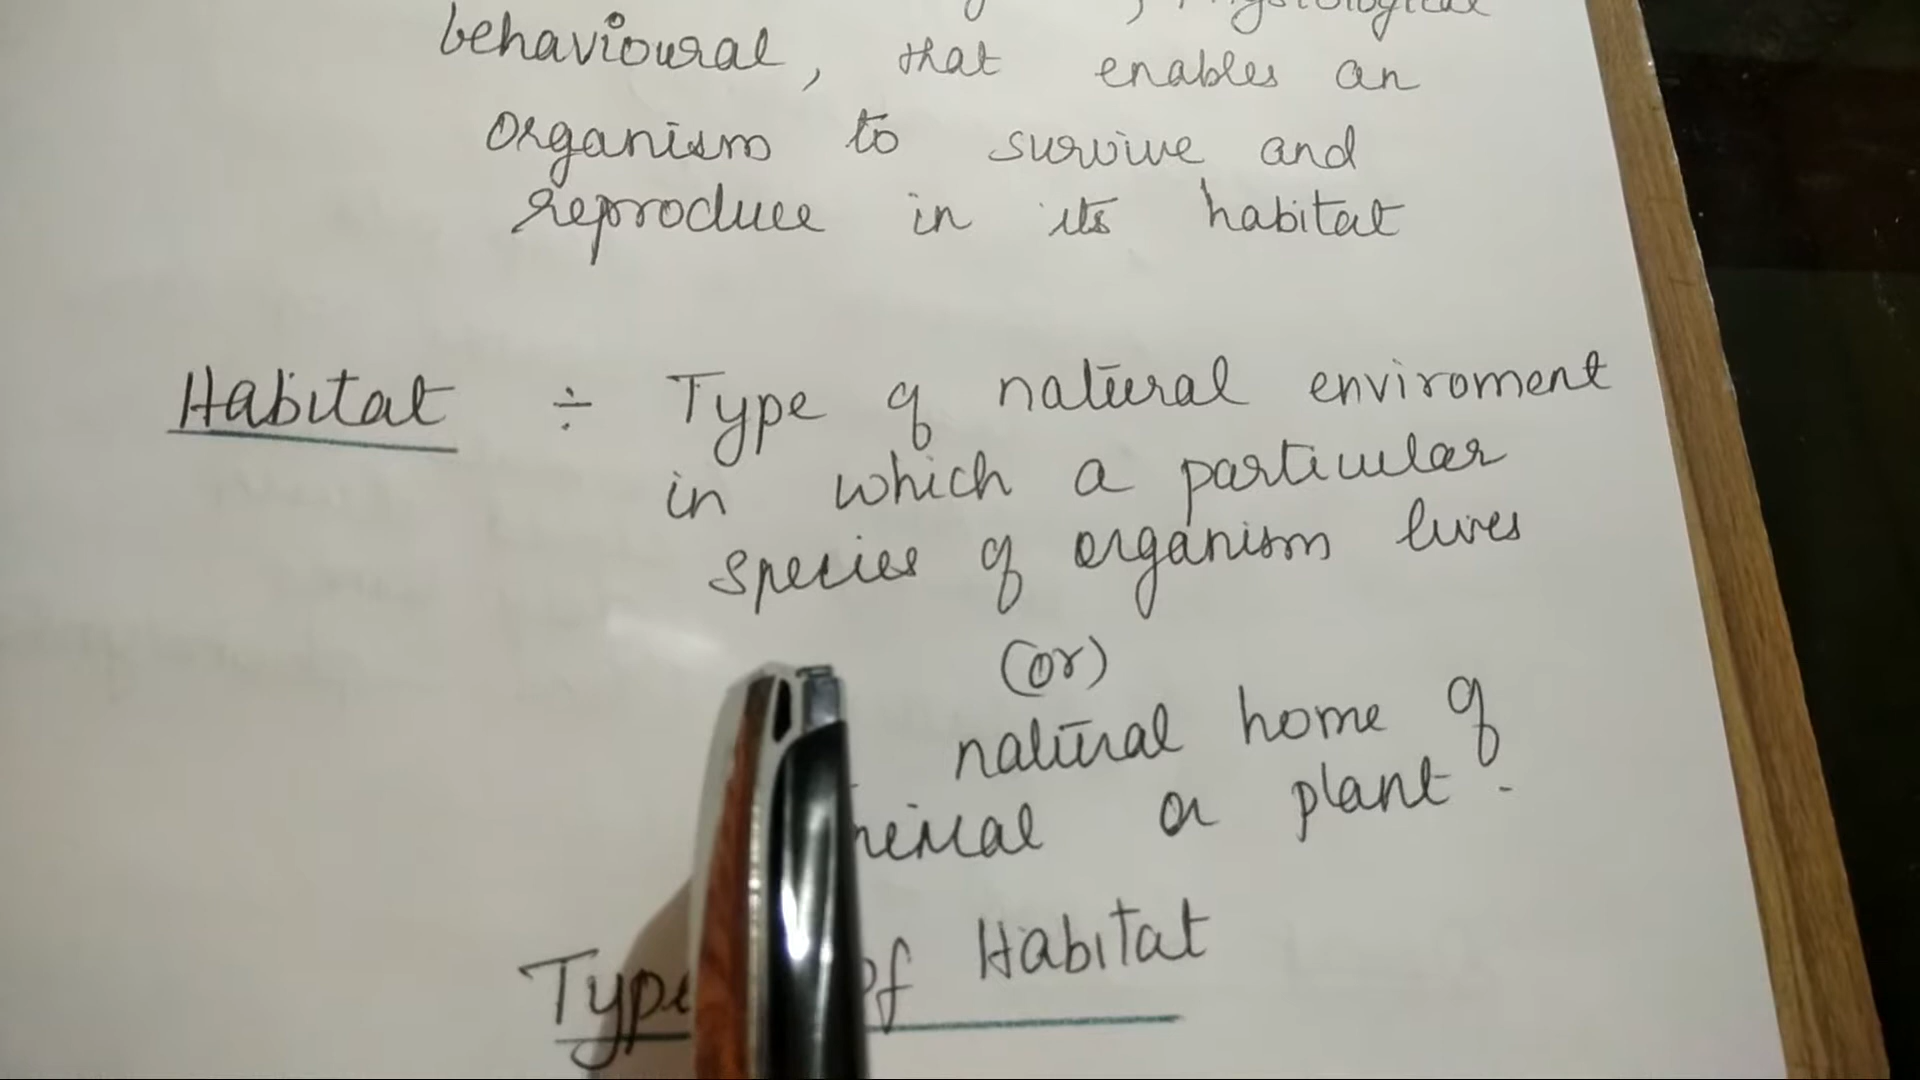 behavioural, that enables an
organism to survive and
reproduce in its habitat
Habitat ÷ Type of natural enviroment
in which a particular
species of organism lives
(or)
natural home of
a plant.
of Habitat